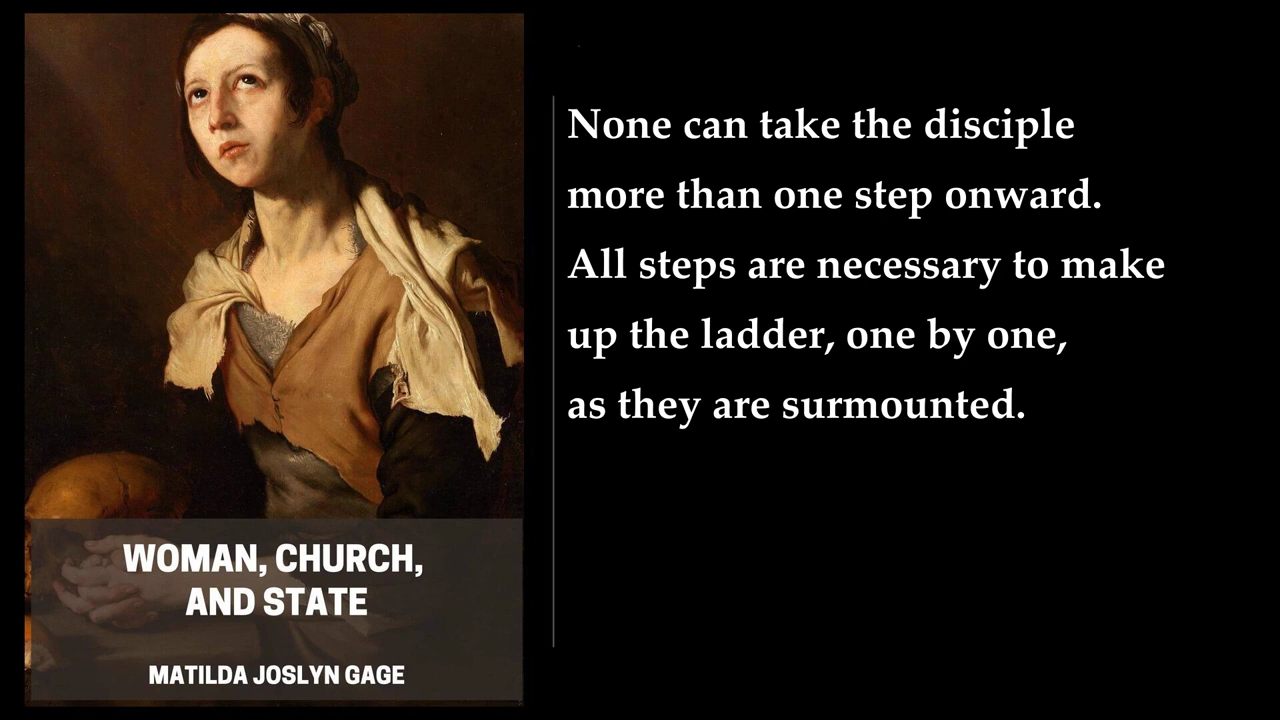 None can take the disciple
more than one step onward.
All steps are necessary to make
up the ladder, one by one,
as they are surmounted.
WOMAN, CHURCH,
AND STATE
MATILDA JOSLYN GAGE